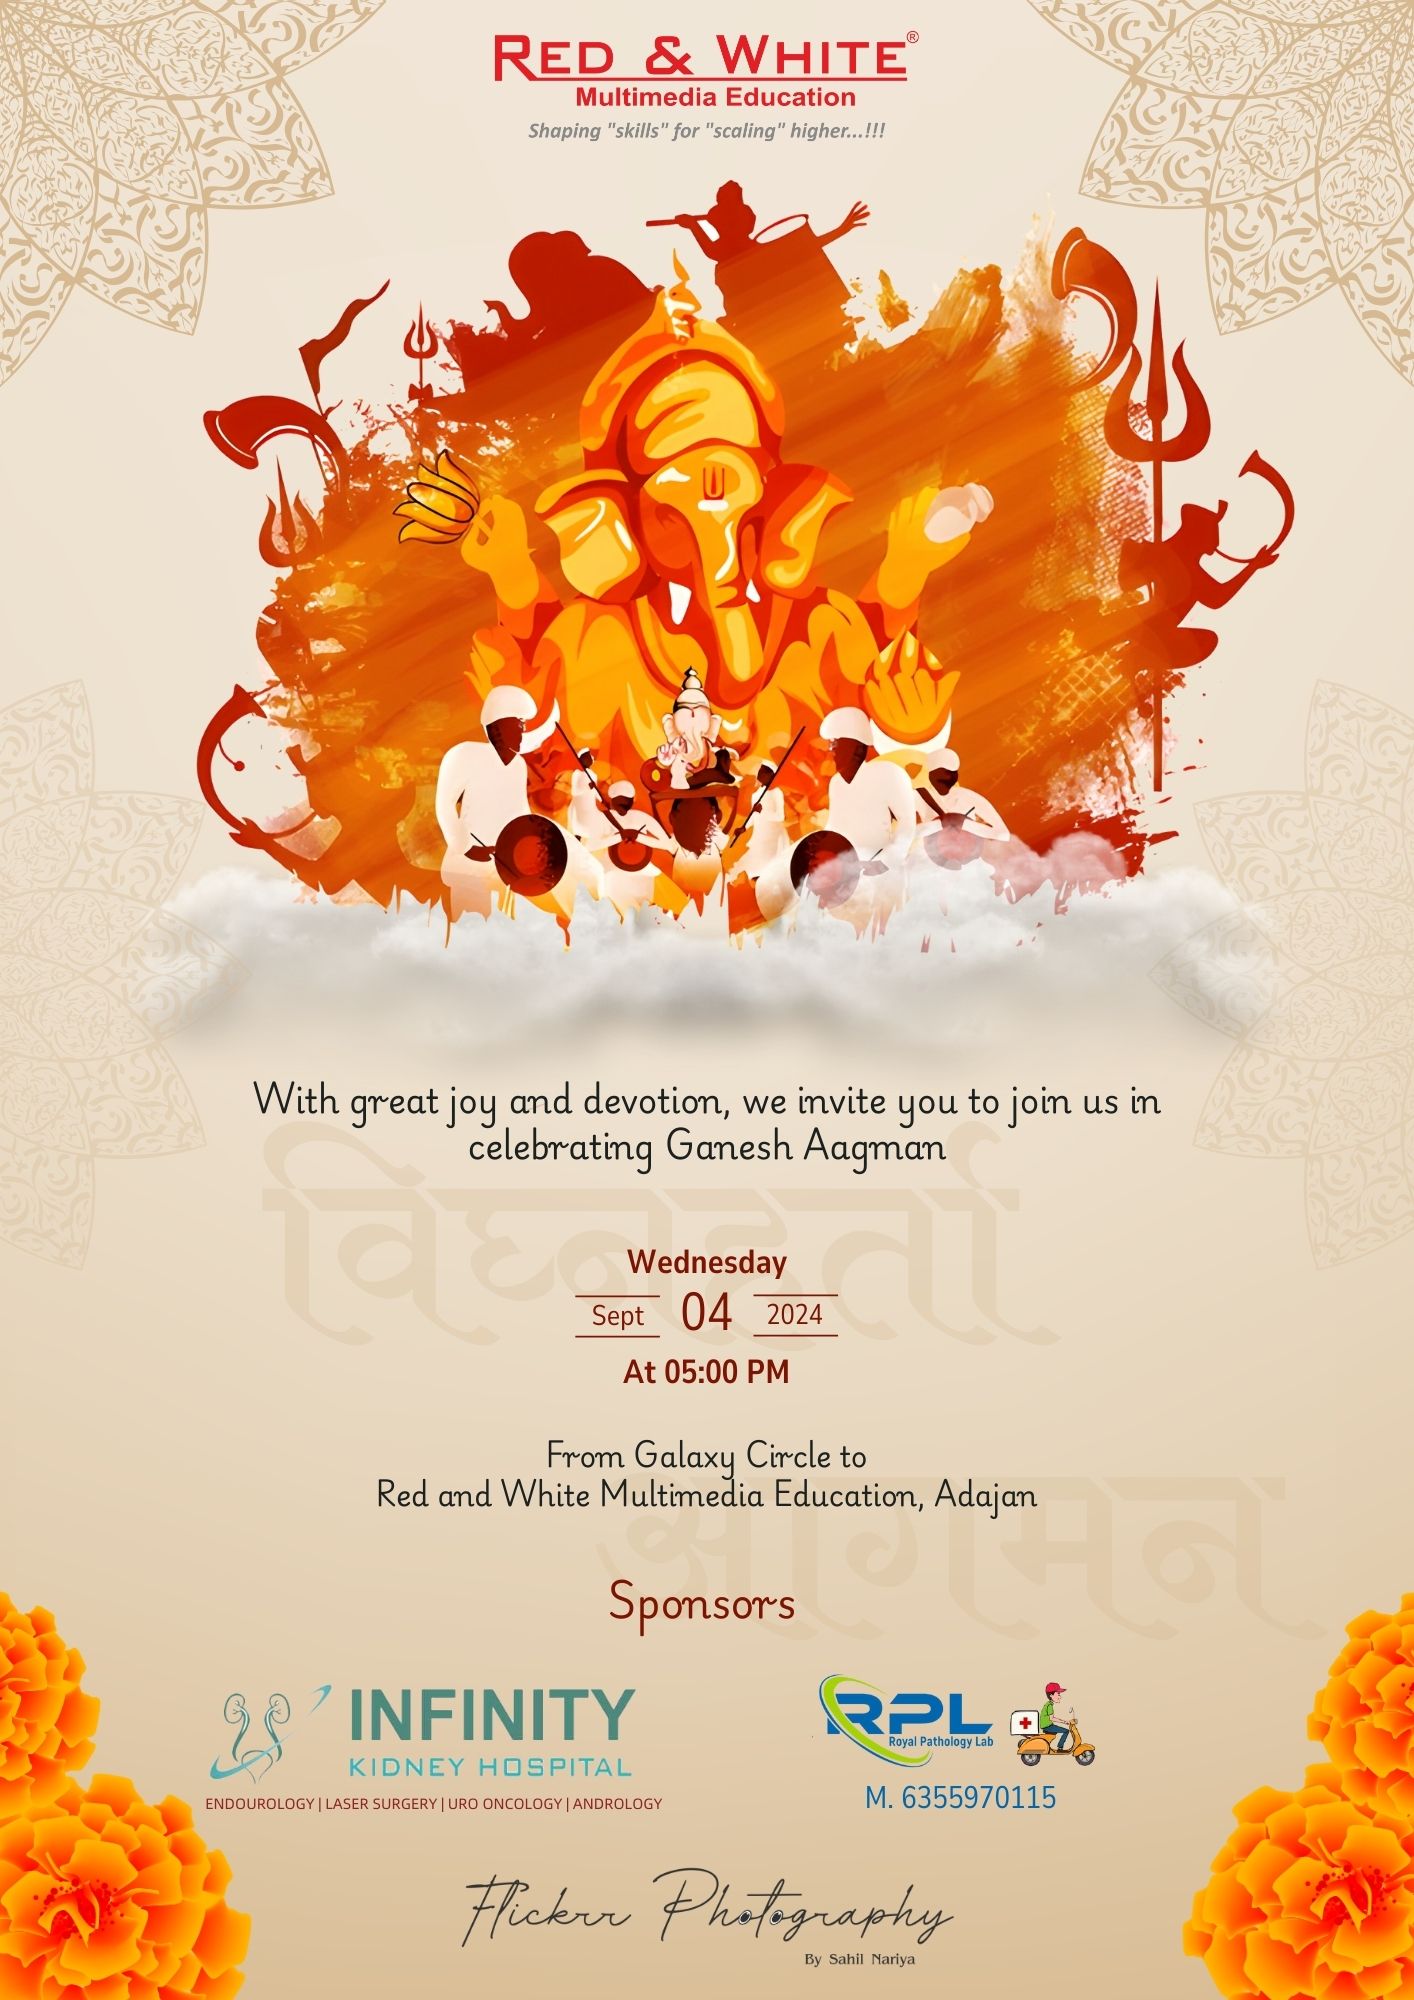 RED & WHITE®
Multimedia Education
Shaping "skills" for "scaling" higher...!!!
With great joy and devotion, we invite you to join us in
celebrating Ganesh Aagman
विघ्नहर्ता
Wednesday
Sept 04 2024
At 05:00 PM
From Galaxy Circle to
Red and White Multimedia Education, Adajan
आगमन
Sponsors
INFINITY
KIDNEY HOSPITAL
ENDOUROLOGY | LASER SURGERY | URO ONCOLOGY | ANDROLOGY
RPL
Royal Pathology Lab
M. 6355970115
Flickrr Photography
By Sahil Nariya